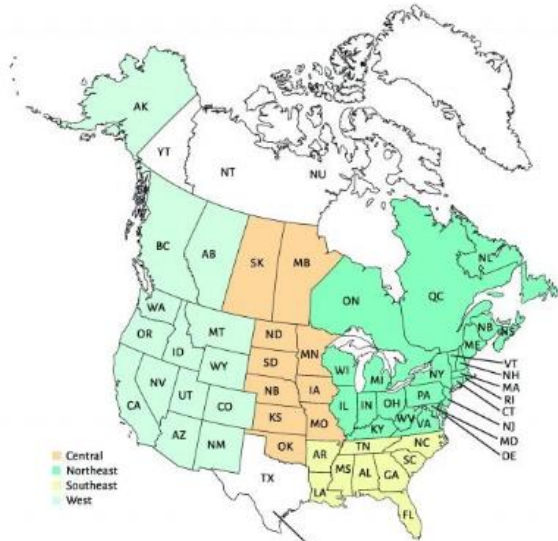 AK
YT
NT
NU
BC
AB
SK
MB
ON
QC
NL
NB
NS
ME
WA
OR
ID
MT
WY
NV
CA
UT
CO
AZ
NM
ND
SD
NB
KS
OK
MN
IA
MO
TX
WI
MI
IL
IN
OH
KY
WV
VA
PA
NY
VT
NH
MA
RI
CT
NJ
MD
DE
AR
LA
MS
AL
TN
GA
NC
SC
FL
Central
Northeast
Southeast
West